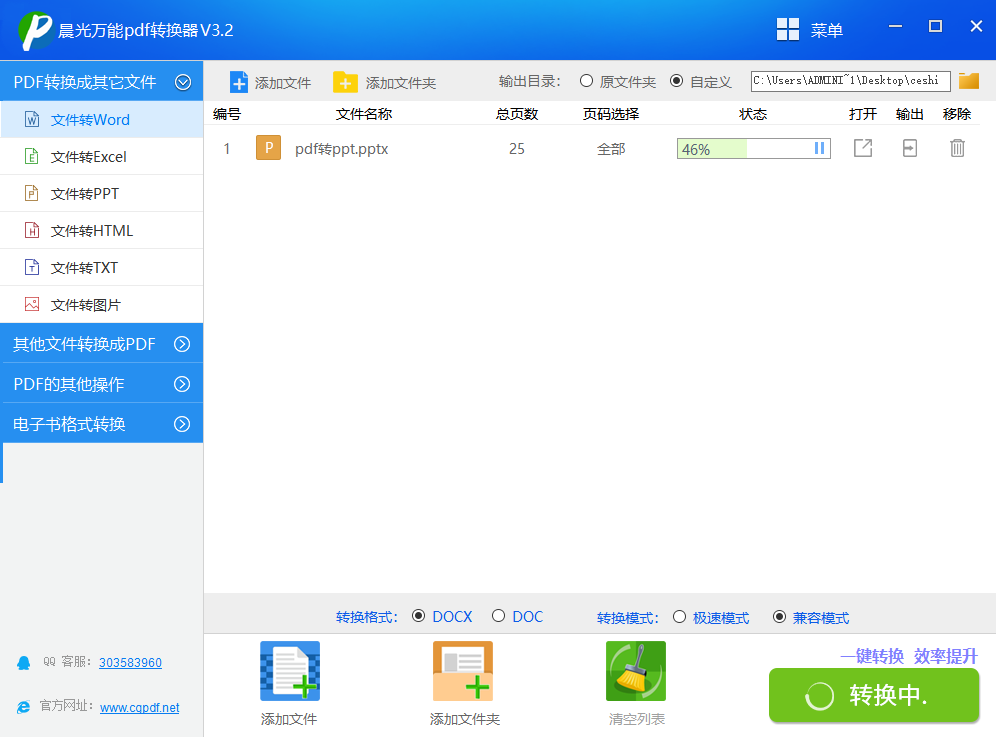 晨光万能pdf转换器V3.2
菜单
PDF转换成其它文件
文件转Word
文件转Excel
文件转PPT
文件转HTML
文件转TXT
文件转图片
其他文件转换成PDF
PDF的其他操作
电子书格式转换
QQ 客服: 303583960
官方网址: www.cgpdf.net
添加文件 添加文件夹 输出目录: 原文件夹 自定义 C:\Users\ADMINI~1\Desktop\ceshi
编号 文件名称 总页数 页码选择 状态 打开 输出 移除
1 P pdf转ppt.pptx 25 全部 46%
转换格式: DOCX DOC 转换模式: 极速模式 兼容模式
添加文件 添加文件夹 清空列表
一键转换 效率提升
转换中.